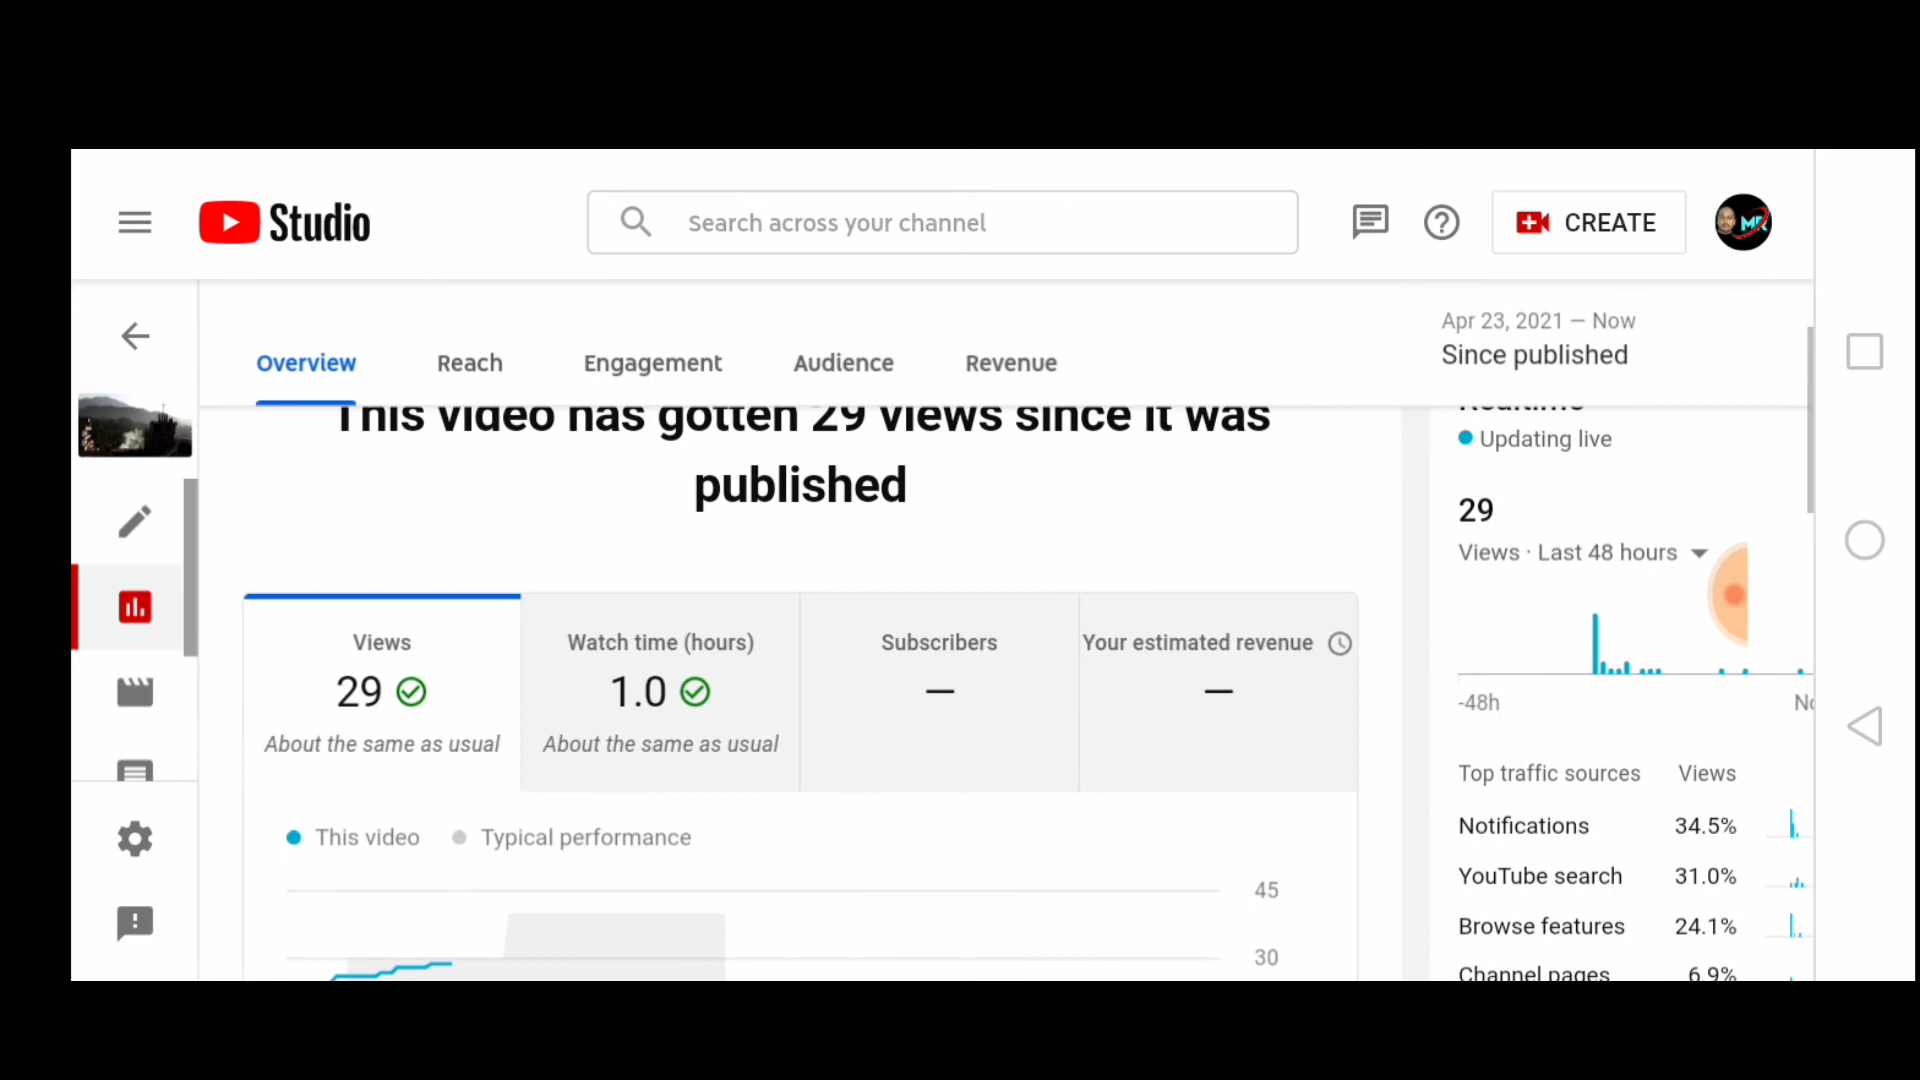 Studio
Search across your channel
CREATE
Overview
Reach
Engagement
Audience
Revenue
Apr 23, 2021 – Now
Since published
This video has gotten 29 views since it was
published
Realtime
Updating live
29
Views · Last 48 hours
-48h
Views
29
About the same as usual
Watch time (hours)
1.0
About the same as usual
Subscribers
—
Your estimated revenue
—
This video
Typical performance
45
30
Top traffic sources Views
Notifications 34.5%
YouTube search 31.0%
Browse features 24.1%
Channel pages 6.9%